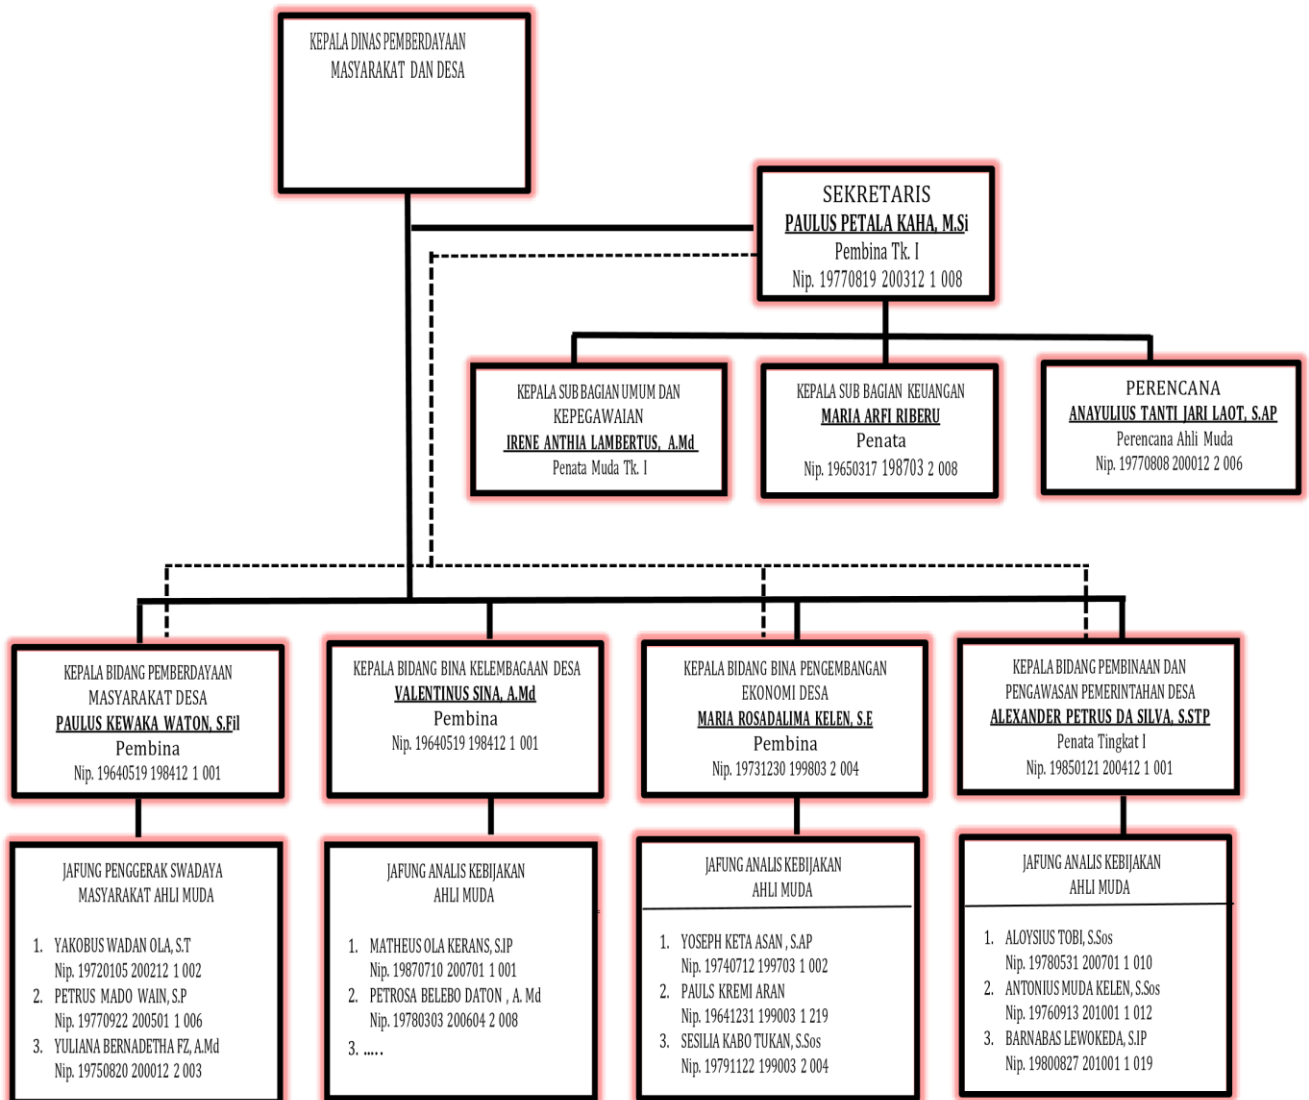 KEPALA DINAS PEMBERDAYAAN
MASYARAKAT DAN DESA
SEKRETARIS
PAULUS PETALA KAHA, M.Si
Pembina Tk. I
Nip. 19770819 200312 1 008
KEPALA SUB BAGIAN UMUM DAN
KEPEGAWAIAN
IRENE ANTHIA LAMBERTUS, A.Md
Penata Muda Tk. I
KEPALA SUB BAGIAN KEUANGAN
MARIA ARFI RIBERU
Penata
Nip. 19650317 198703 2 008
PERENCANA
ANAYULIUS TANTI JARI LAOT, S.AP
Perencana Ahli Muda
Nip. 19770808 200012 2 006
KEPALA BIDANG PEMBERDAYAAN
MASYARAKAT DESA
PAULUS KEWAKA WATON, S.Fil
Pembina
Nip. 19640519 198412 1 001
KEPALA BIDANG BINA KELEMBAGAAN DESA
VALENTINUS SINA, A.Md
Pembina
Nip. 19640519 198412 1 001
KEPALA BIDANG BINA PENGEMBANGAN
EKONOMI DESA
MARIA ROSADALIMA KELEN, S.E
Pembina
Nip. 19731230 199803 2 004
KEPALA BIDANG PEMBINAAN DAN
PENGAWASAN PEMERINTAHAN DESA
ALEXANDER PETRUS DA SILVA, S.STP
Penata Tingkat I
Nip. 19850121 200412 1 001
JAFUNG PENGGERAK SWADAYA
MASYARAKAT AHLI MUDA
1. YAKOBUS WADAN OLA, S.T
Nip. 19720105 200212 1 002
2. PETRUS MADO WAIN, S.P
Nip. 19770922 200501 1 006
3. YULIANA BERNADETHA FZ, A.Md
Nip. 19750820 200012 2 003
JAFUNG ANALIS KEBIJAKAN
AHLI MUDA
1. MATHEUS OLA KERANS, S.IP
Nip. 19870710 200701 1 001
2. PETROSA BELEBO DATON , A. Md
Nip. 19780303 200604 2 008
3. .....
JAFUNG ANALIS KEBIJAKAN
AHLI MUDA
1. YOSEPH KETA ASAN , S.AP
Nip. 19740712 199703 1 002
2. PAULS KREMI ARAN
Nip. 19641231 199003 1 219
3. SESILIA KABO TUKAN, S.Sos
Nip. 19791122 199003 2 004
JAFUNG ANALIS KEBIJAKAN
AHLI MUDA
1. ALOYSIUS TOBI, S.Sos
Nip. 19780531 200701 1 010
2. ANTONIUS MUDA KELEN, S.Sos
Nip. 19760913 201001 1 012
3. BARNABAS LEWOKEDA, S.IP
Nip. 19800827 201001 1 019